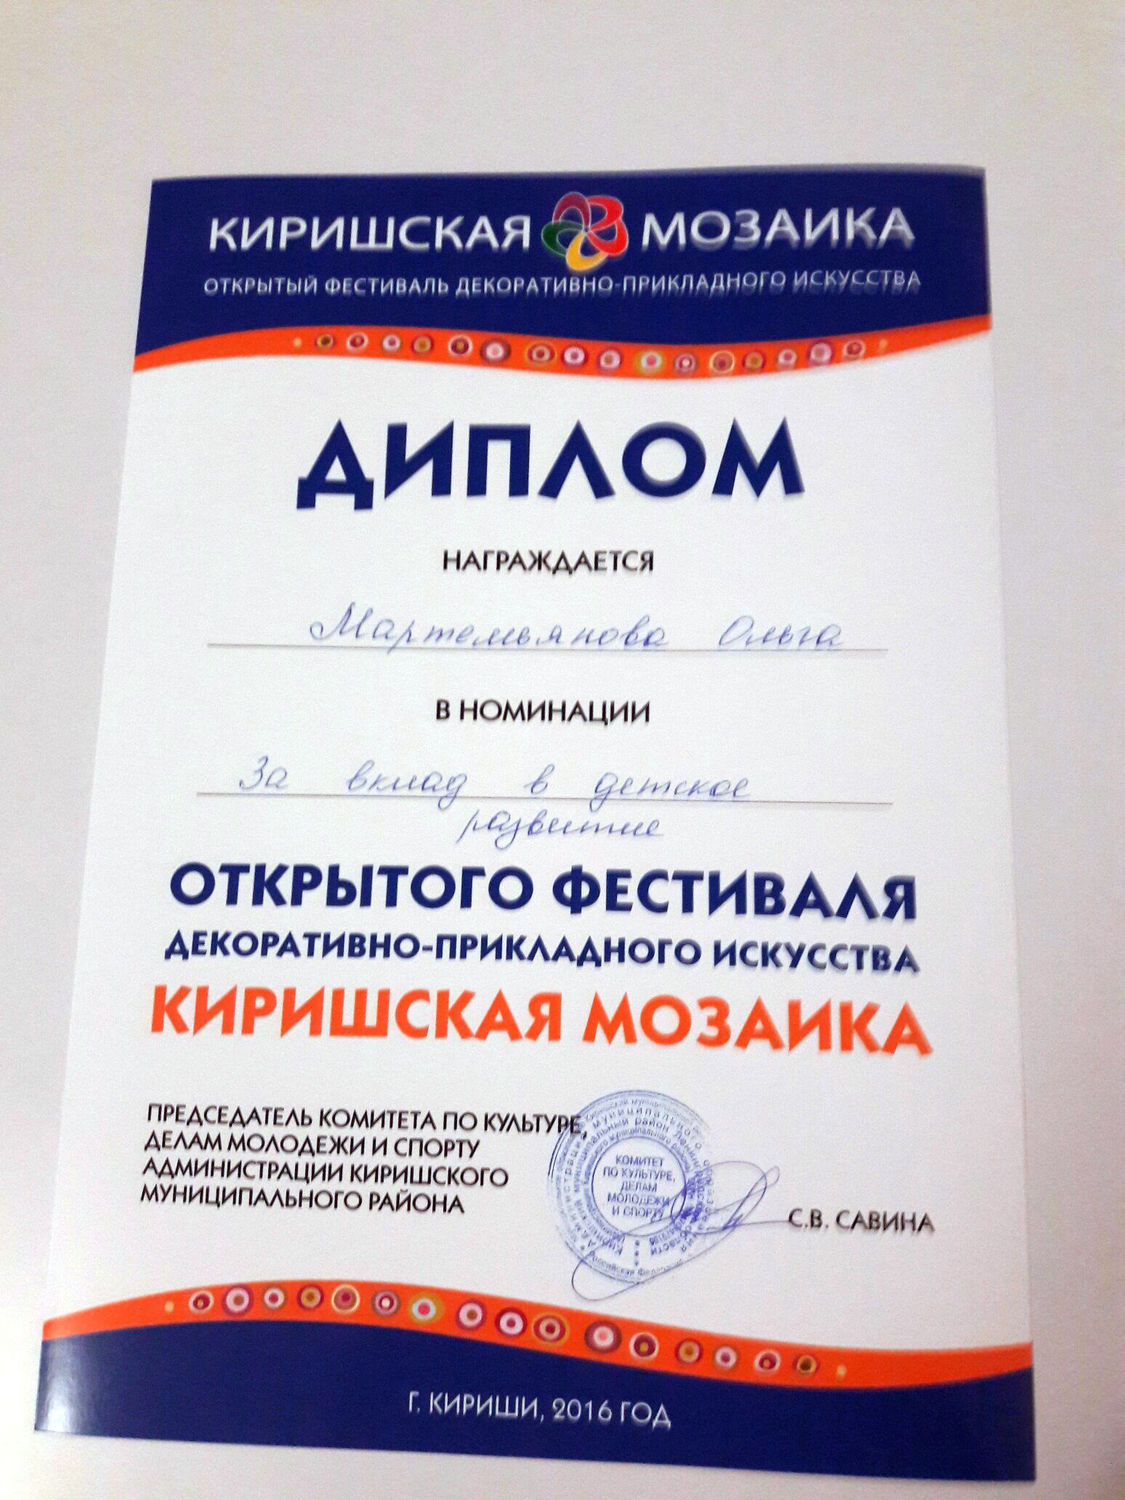 КИРИШСКАЯ МОЗАИКА
ОТКРЫТЫЙ ФЕСТИВАЛЬ ДЕКОРАТИВНО-ПРИКЛАДНОГО ИСКУССТВА
ДИПЛОМ
НАГРАЖДАЕТСЯ
Мартемьянова Ольга
В НОМИНАЦИИ
За вклад в детское
развитие
ОТКРЫТОГО ФЕСТИВАЛЯ
ДЕКОРАТИВНО-ПРИКЛАДНОГО ИСКУССТВА
КИРИШСКАЯ МОЗАИКА
ПРЕДСЕДАТЕЛЬ КОМИТЕТА ПО КУЛЬТУРЕ,
ДЕЛАМ МОЛОДЕЖИ И СПОРТУ
АДМИНИСТРАЦИИ КИРИШСКОГО
МУНИЦИПАЛЬНОГО РАЙОНА
КОМИТЕТ
ПО КУЛЬТУРЕ,
ДЕЛАМ
МОЛОДЕЖИ
И СПОРТУ
С.В. САВИНА
Г. КИРИШИ, 2016 ГОД